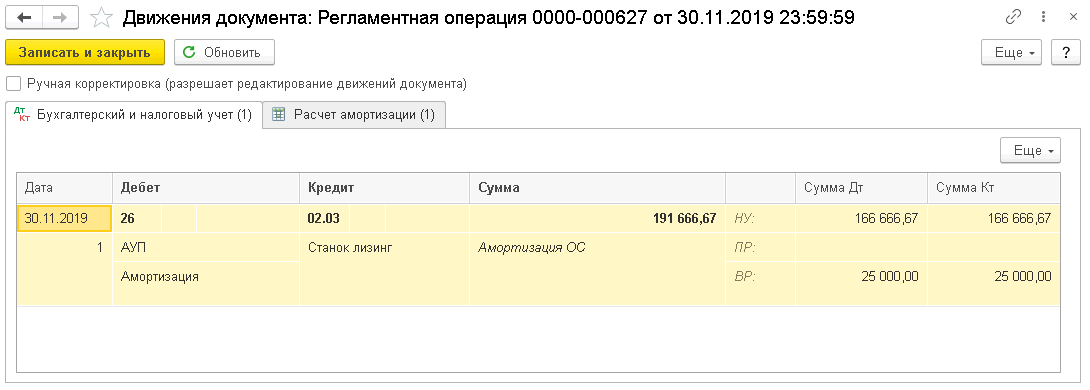 Движения документа: Регламентная операция 0000-000627 от 30.11.2019 23:59:59
Записать и закрыть Обновить Еще ?
Ручная корректировка (разрешает редактирование движений документа)
Дт Кт Бухгалтерский и налоговый учет (1) Расчет амортизации (1)
Еще
Дата Дебет Кредит Сумма Сумма Дт Сумма Кт
30.11.2019 26 02.03 191 666,67 НУ: 166 666,67 166 666,67
1 АУП Станок лизинг Амортизация ОС ПР:
Амортизация ВР: 25 000,00 25 000,00